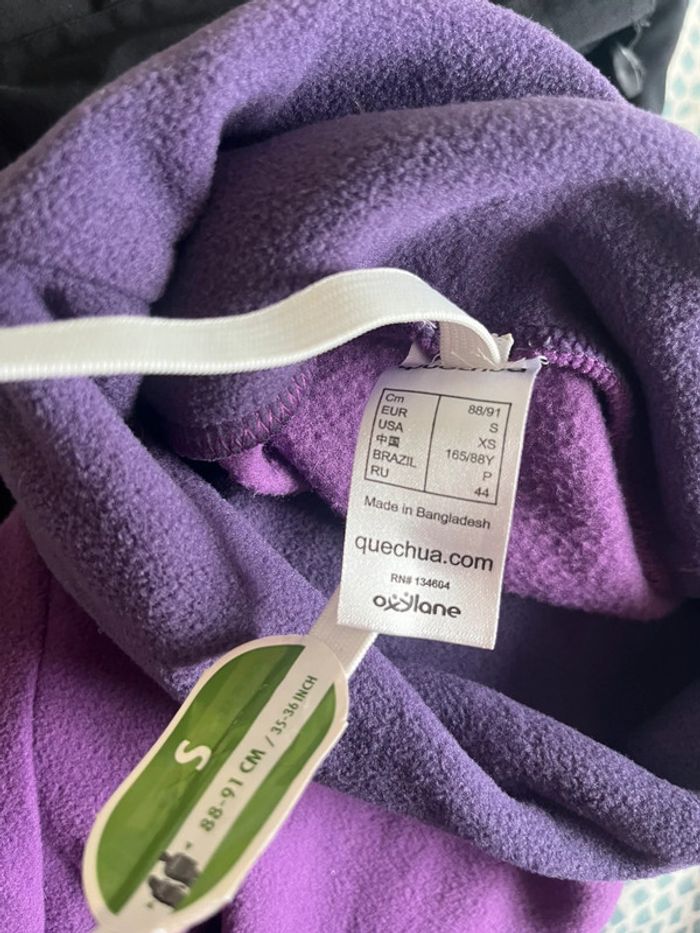 Cm 88/91
EUR S
USA XS
中国 165/88Y
BRAZIL P
RU 44
Made in Bangladesh
quechua.com
RN# 134604
oxylane
S
88-91 CM / 35-36 INCH